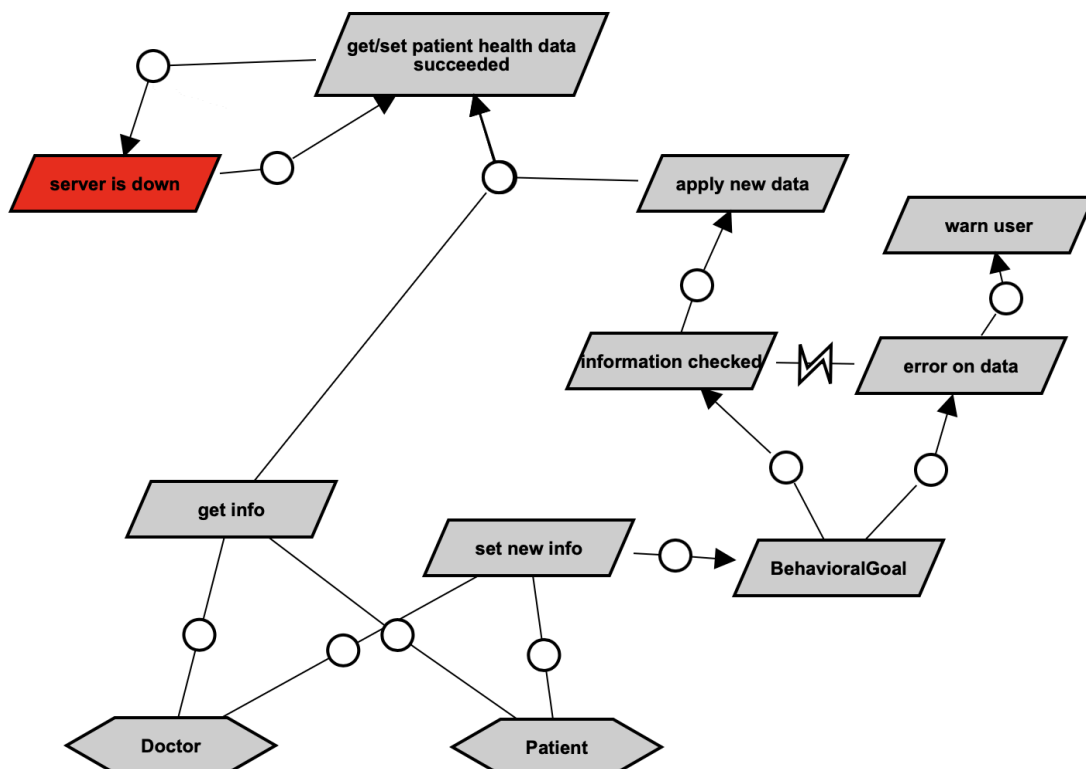 get/set patient health data
succeeded
server is down
apply new data
warn user
information checked
error on data
get info
set new info
BehavioralGoal
Doctor
Patient